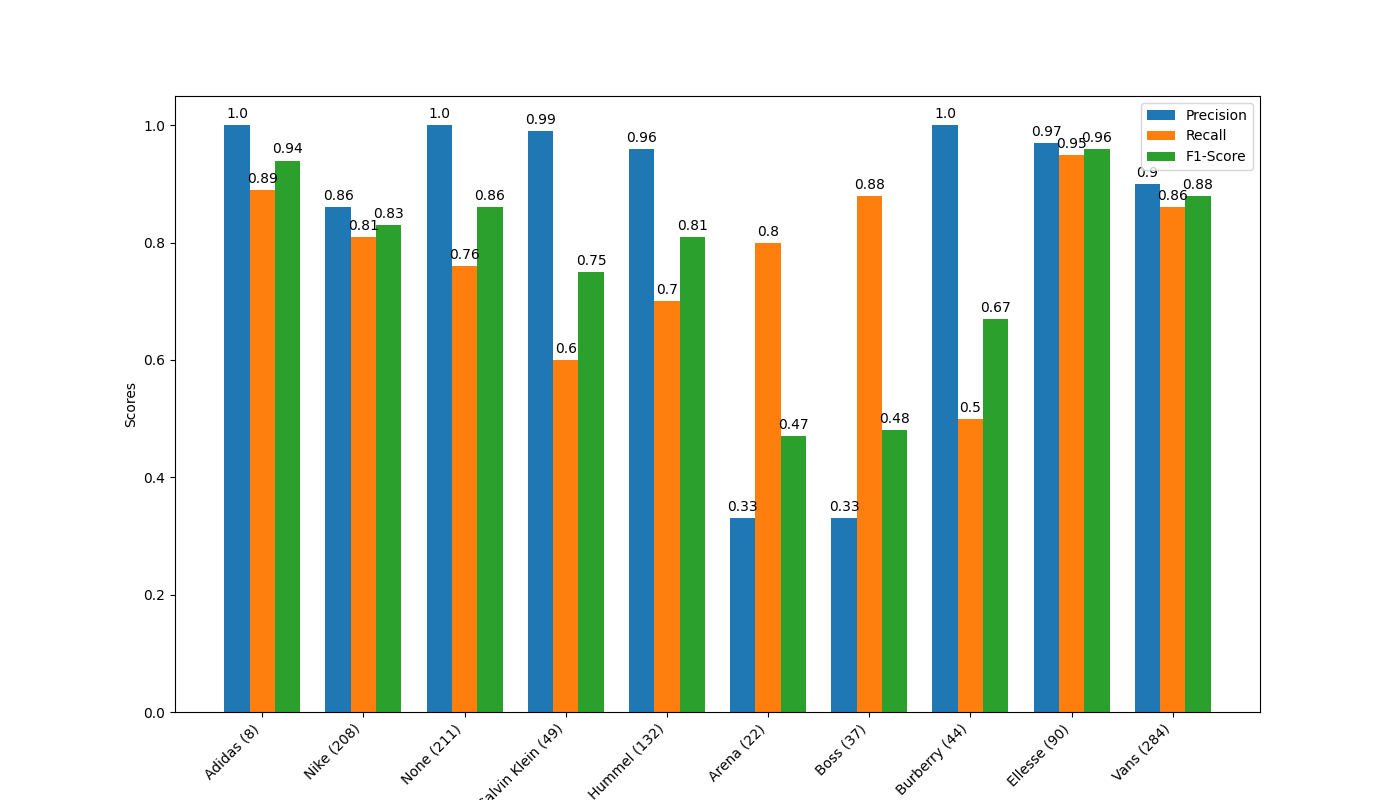 Precision
Recall
F1-Score
1.0
0.89
0.94
0.86
0.81
0.83
1.0
0.76
0.86
0.99
0.6
0.75
0.96
0.7
0.81
0.33
0.8
0.47
0.33
0.88
0.48
1.0
0.5
0.67
0.97
0.95
0.96
0.9
0.86
0.88
1.0
0.8
0.6
0.4
0.2
0.0
Scores
Adidas (8)
Nike (208)
None (211)
Klein (49)
Hummel (132)
Arena (22)
Boss (37)
Burberry (44)
Ellesse (90)
Vans (284)